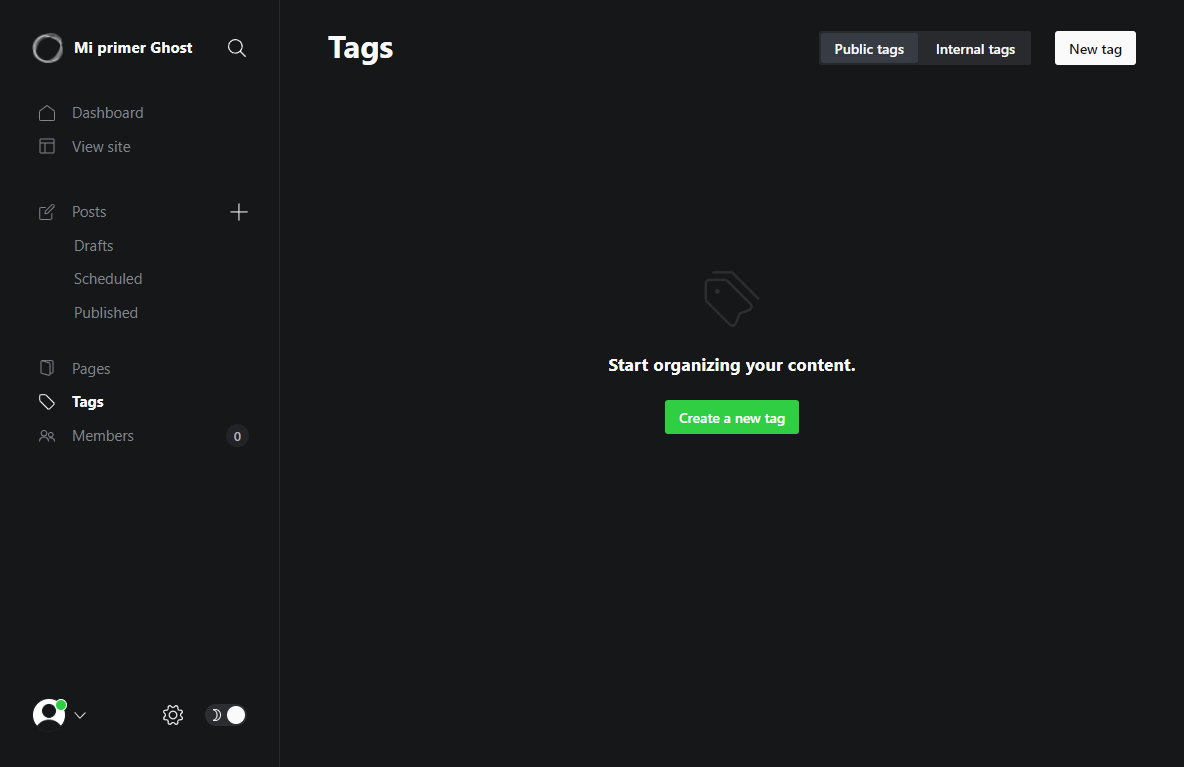 Mi primer Ghost
Dashboard
View site
Posts
Drafts
Scheduled
Published
Pages
Tags
Members 0
Tags
Public tags Internal tags New tag
Start organizing your content.
Create a new tag